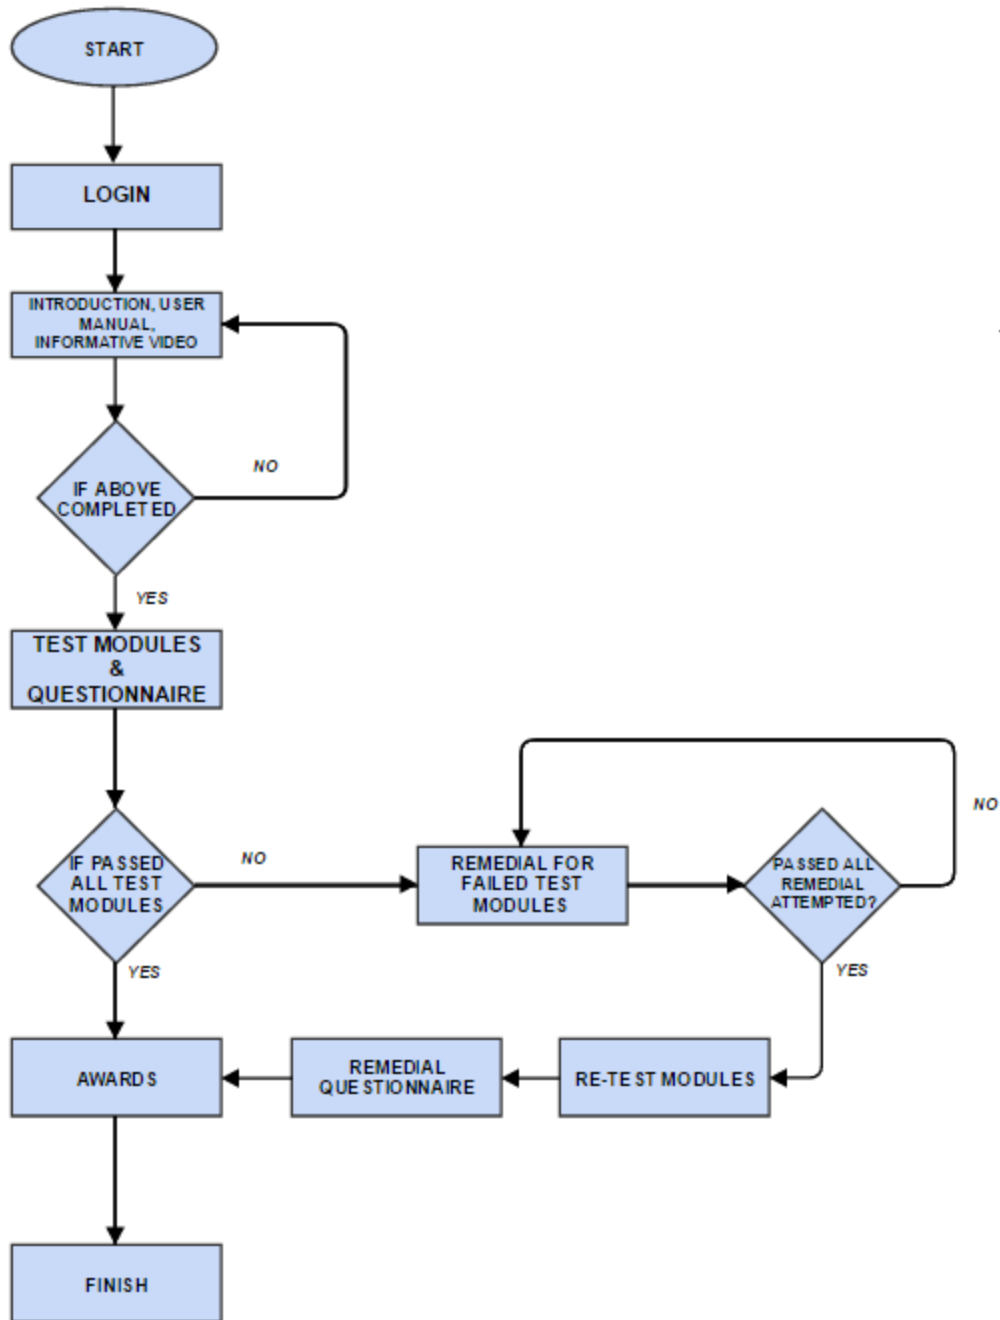 START
LOGIN
INTRODUCTION, USER
MANUAL,
INFORMATIVE VIDEO
NO
IF ABOVE
COMPLETED
YES
TEST MODULES
&
QUESTIONNAIRE
NO
IF PASSED
ALL TEST
MODULES
NO
REMEDIAL FOR
FAILED TEST
MODULES
PASSED ALL
REMEDIAL
ATTEMPTED?
YES
YES
AWARDS
REMEDIAL
QUESTIONNAIRE
RE-TEST MODULES
FINISH